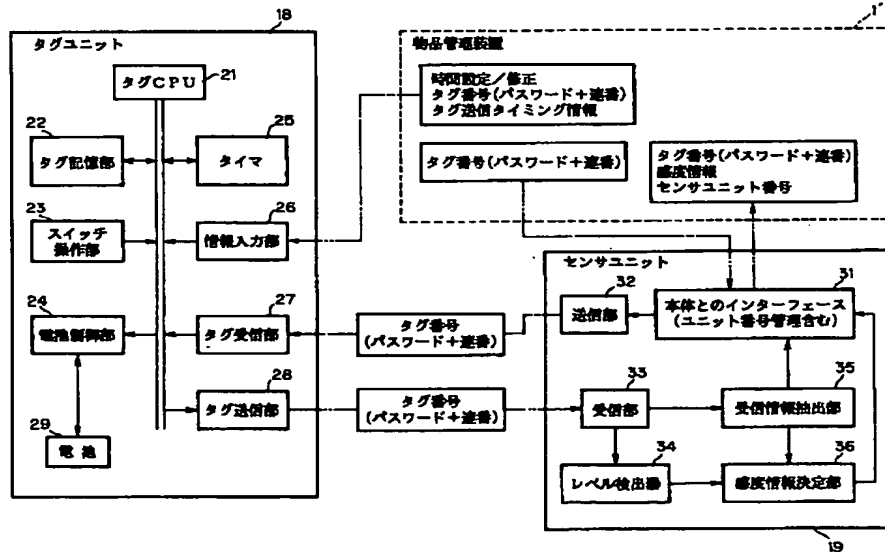 18
タグユニット
タグCPU
21
22
タグ記憶部
25
タイマ
23
スイッチ
操作部
26
情報入力部
24
電池制御部
27
タグ受信部
28
タグ送信部
29
電池
1
物品管理装置
時間設定/修正
タグ番号(パスワード+連番)
タグ送信タイミング情報
タグ番号(パスワード+連番)
タグ番号(パスワード+連番)
感度情報
センサユニット番号
タグ番号
(パスワード+連番)
タグ番号
(パスワード+連番)
センサユニット
32
送信部
31
本体とのインターフェース
(ユニット番号管理含む)
33
受信部
35
受信情報抽出部
34
レベル検出器
36
感度情報決定部
19